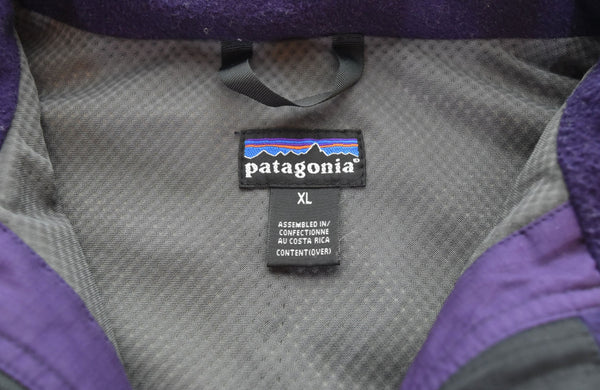 patagonia®
XL
ASSEMBLED IN/
CONFECTIONNE
AU COSTA RICA
CONTENT(OVER)